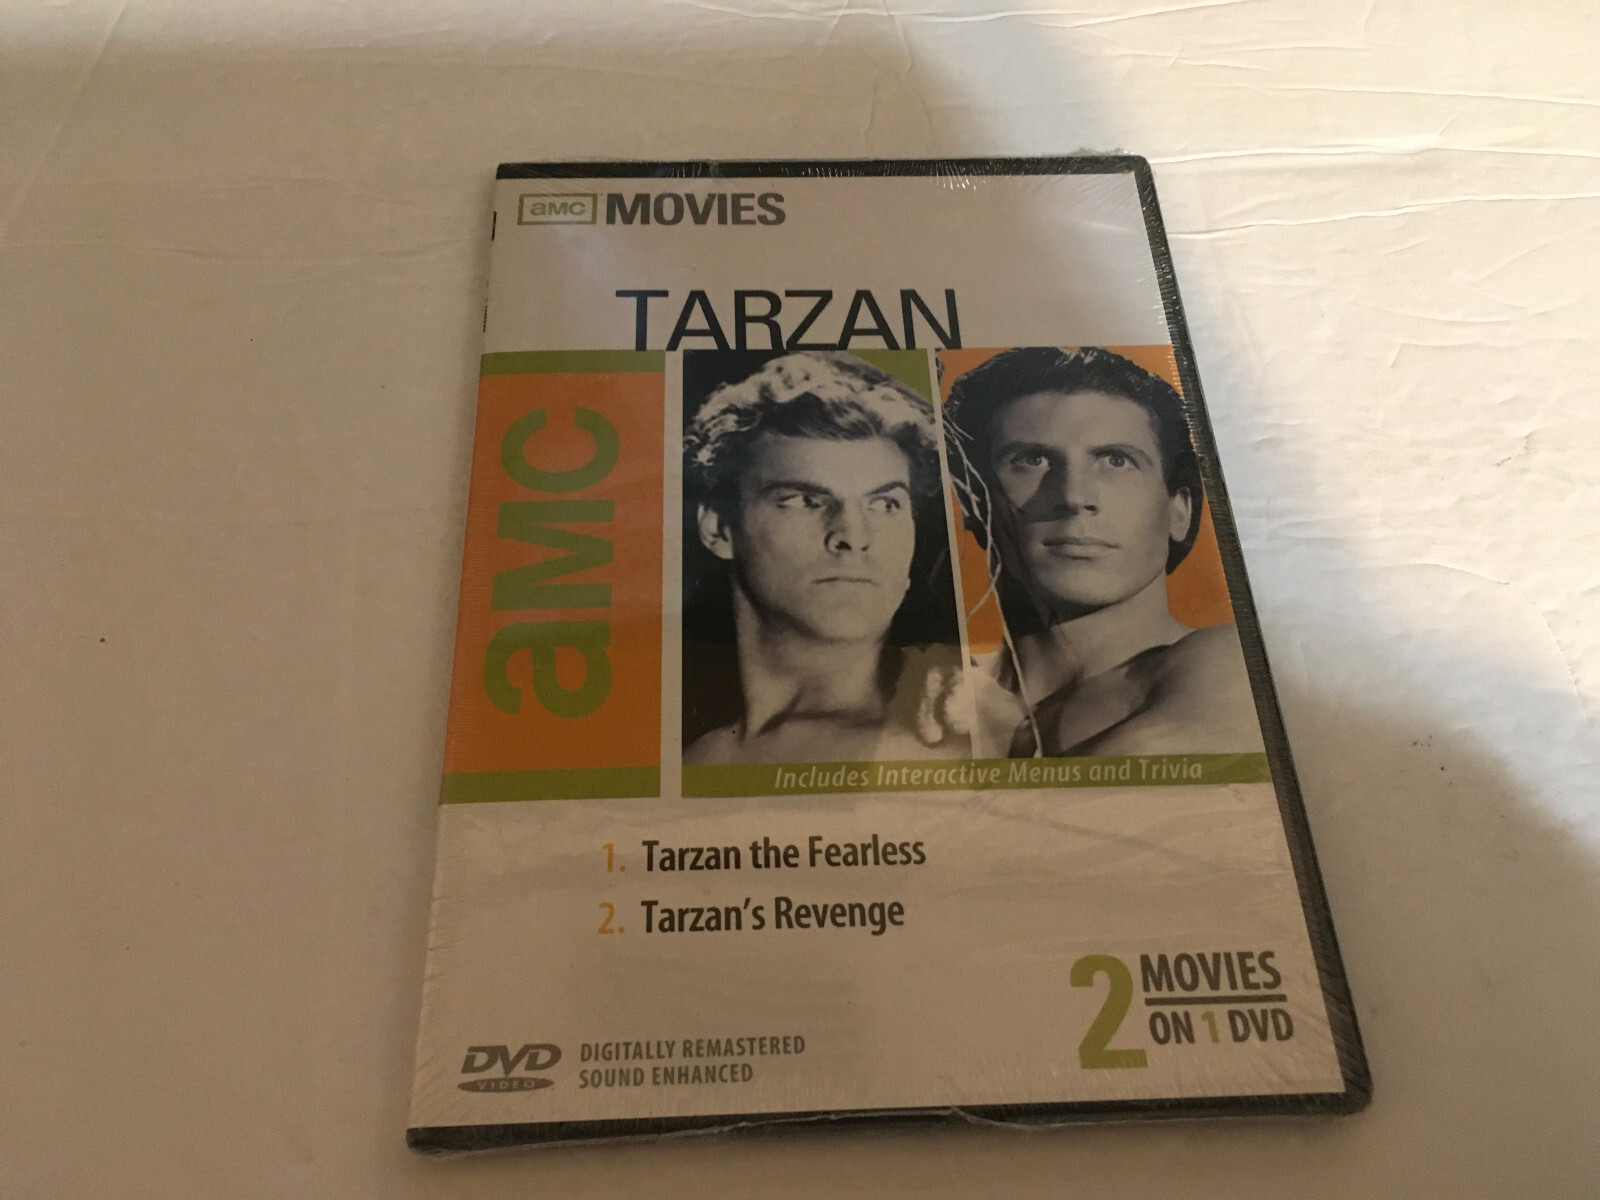 aMC MOVIES
TARZAN
aMC
Includes Interactive Menus and Trivia
1. Tarzan the Fearless
2. Tarzan's Revenge
2 MOVIES
ON 1 DVD
DVD
VIDEO
DIGITALLY REMASTERED
SOUND ENHANCED